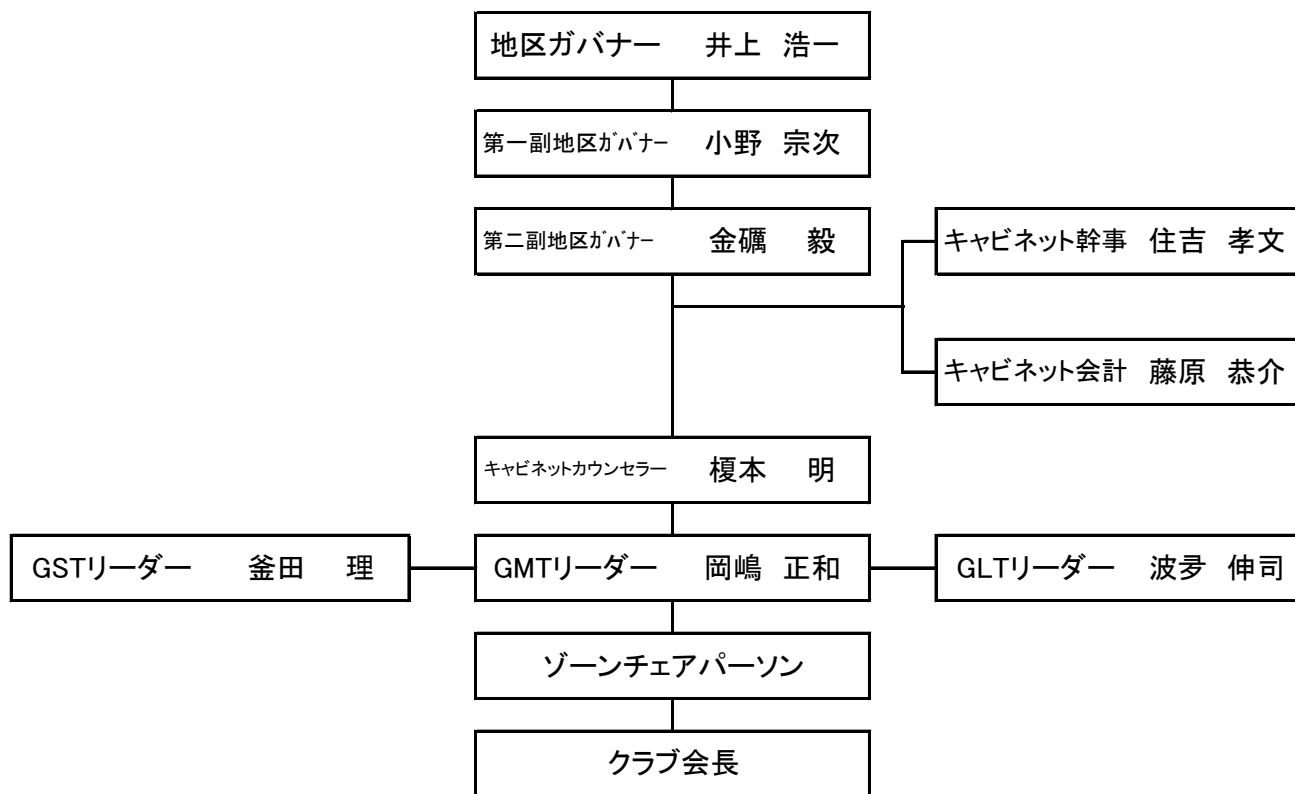 地区ガバナー 井上 浩一
第一副地区ガバナー 小野 宗次
第二副地区ガバナー 金礪 毅
キャビネット幹事 住吉 孝文
キャビネット会計 藤原 恭介
キャビネットカウンセラー 榎本 明
GSTリーダー 釜田 理
GMTリーダー 岡嶋 正和
GLTリーダー 波夛 伸司
ゾーンチェアパーソン
クラブ会長